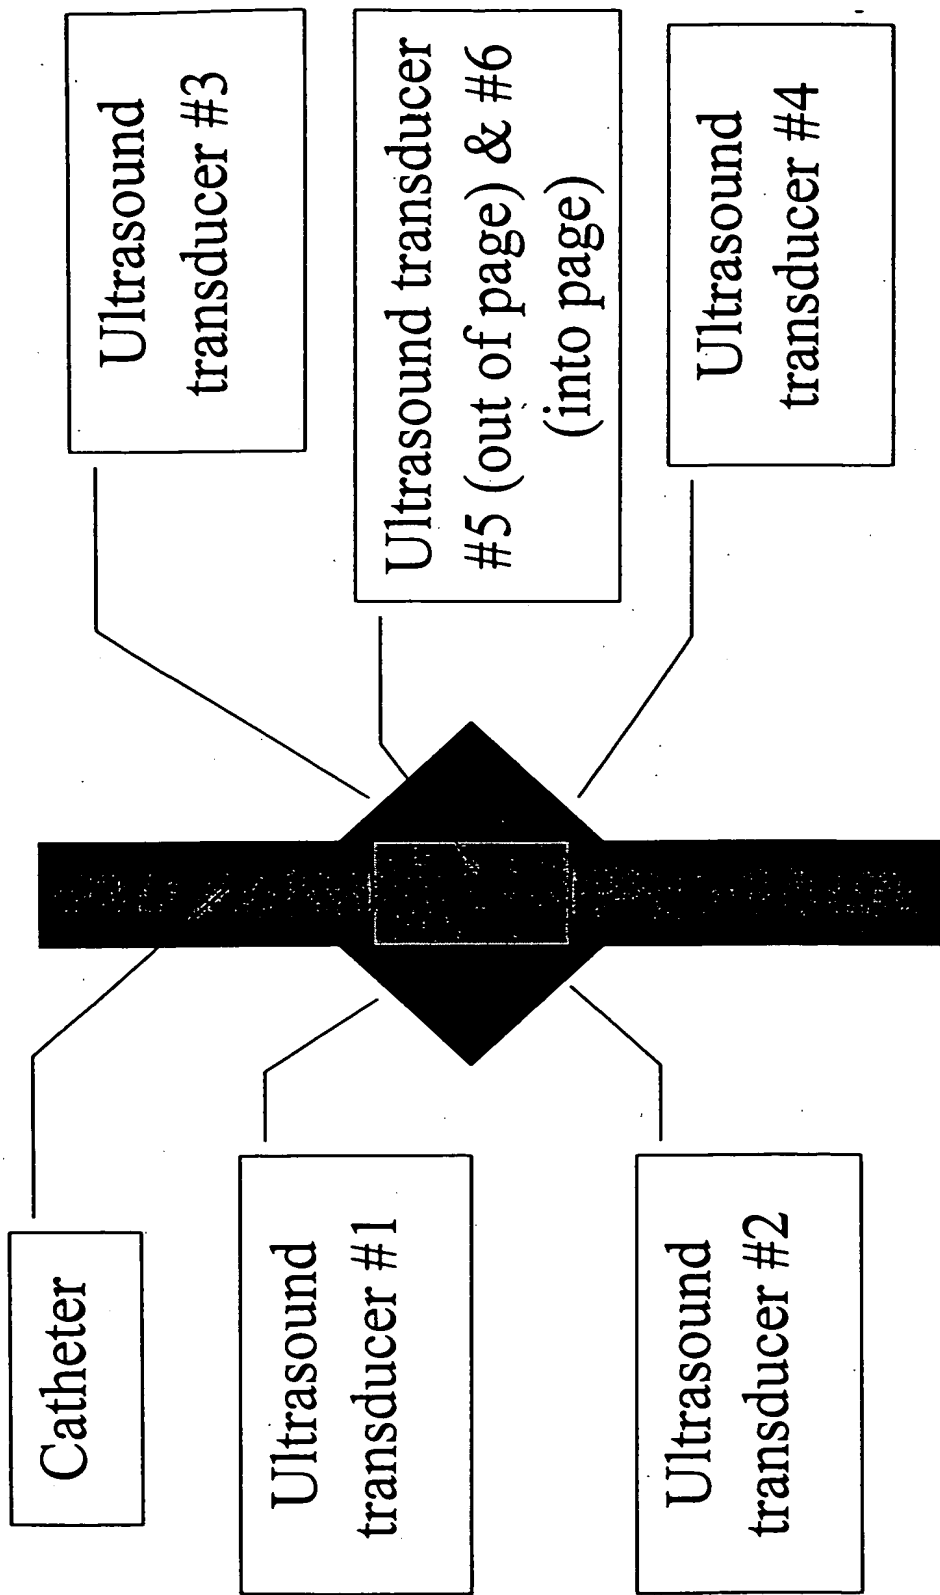 Catheter
Ultrasound
transducer #1
Ultrasound
transducer #2
Ultrasound
transducer #3
Ultrasound transducer
#5 (out of page) & #6
(into page)
Ultrasound
transducer #4